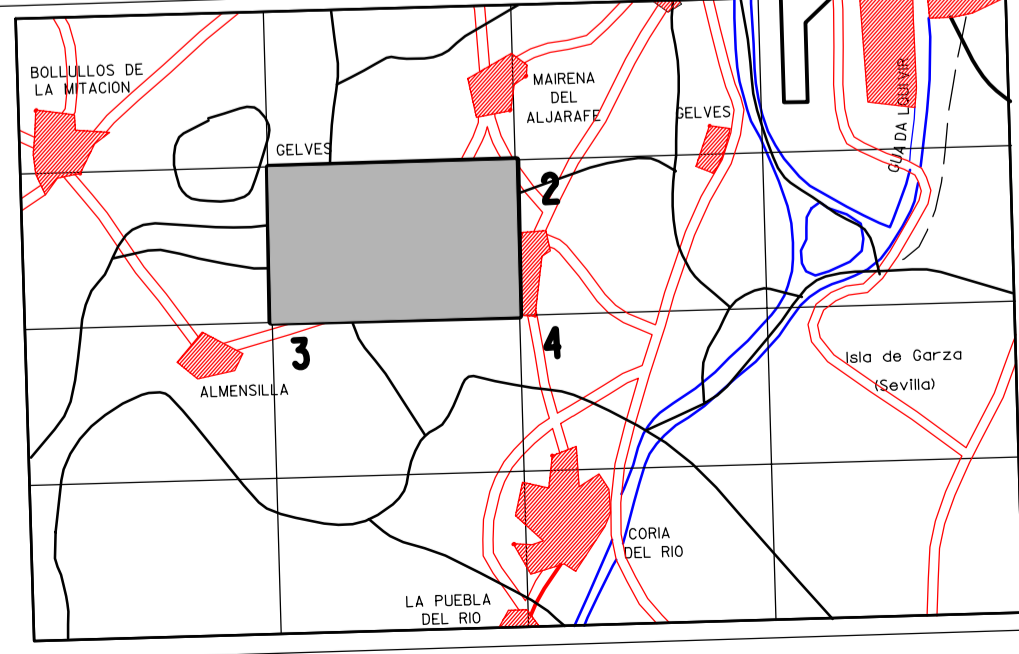 BOLLULLOS DE
LA MITACION
MAIRENA
DEL
ALJARAFE
GELVES
GELVES
GUADALQUIVIR
2
3
4
ALMENSILLA
Isla de Garza
(Sevilla)
CORIA
DEL RIO
LA PUEBLA
DEL RIO